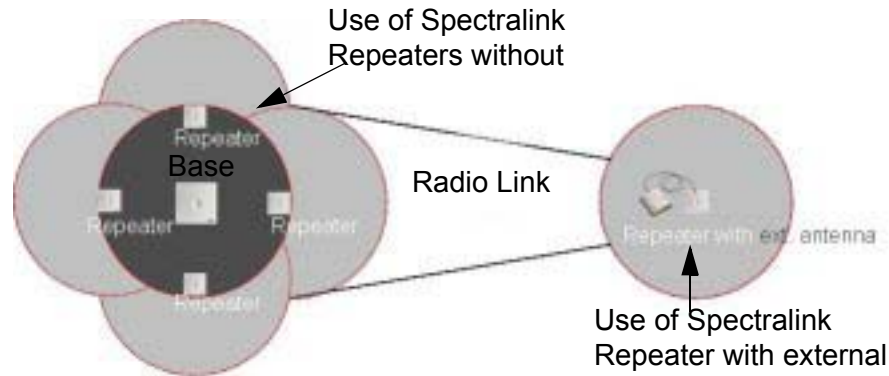 Use of Spectralink
Repeaters without
Repeater
Base
Repeater
Repeater
Radio Link
Repeater with ext. antenna
Repeater
Use of Spectralink
Repeater with external